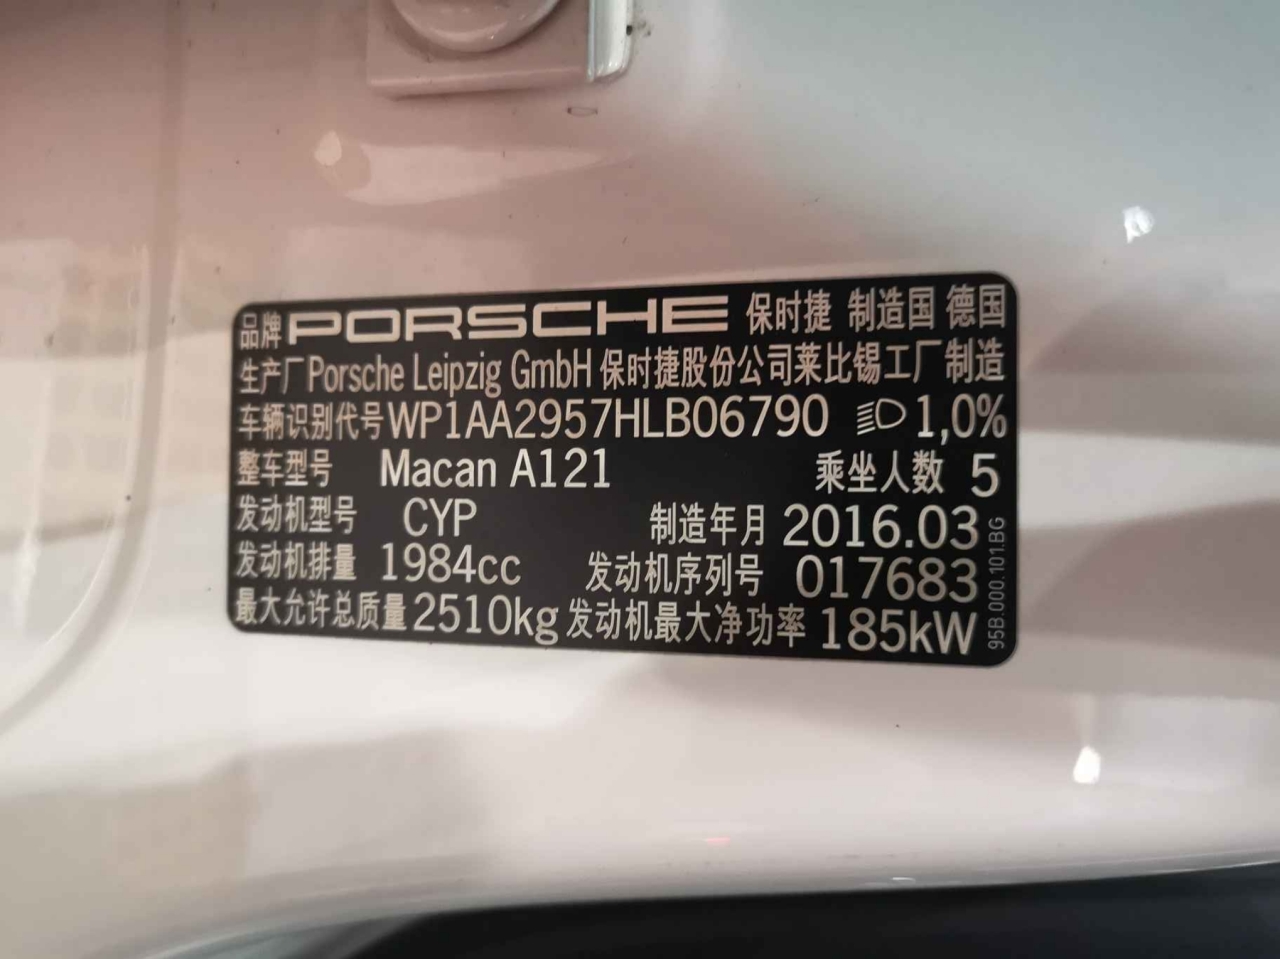 品牌 PORSCHE 保时捷 制造国 德国
生产厂 Porsche Leipzig GmbH 保时捷股份公司莱比锡工厂制造
车辆识别代号 WP1AA2957HLB06790 1,0%
整车型号 Macan A121 乘坐人数 5
发动机型号 CYP 制造年月 2016.03
发动机排量 1984cc 发动机序列号 017683
最大允许总质量 2510kg 发动机最大净功率 185kW
95B.000.101.BG